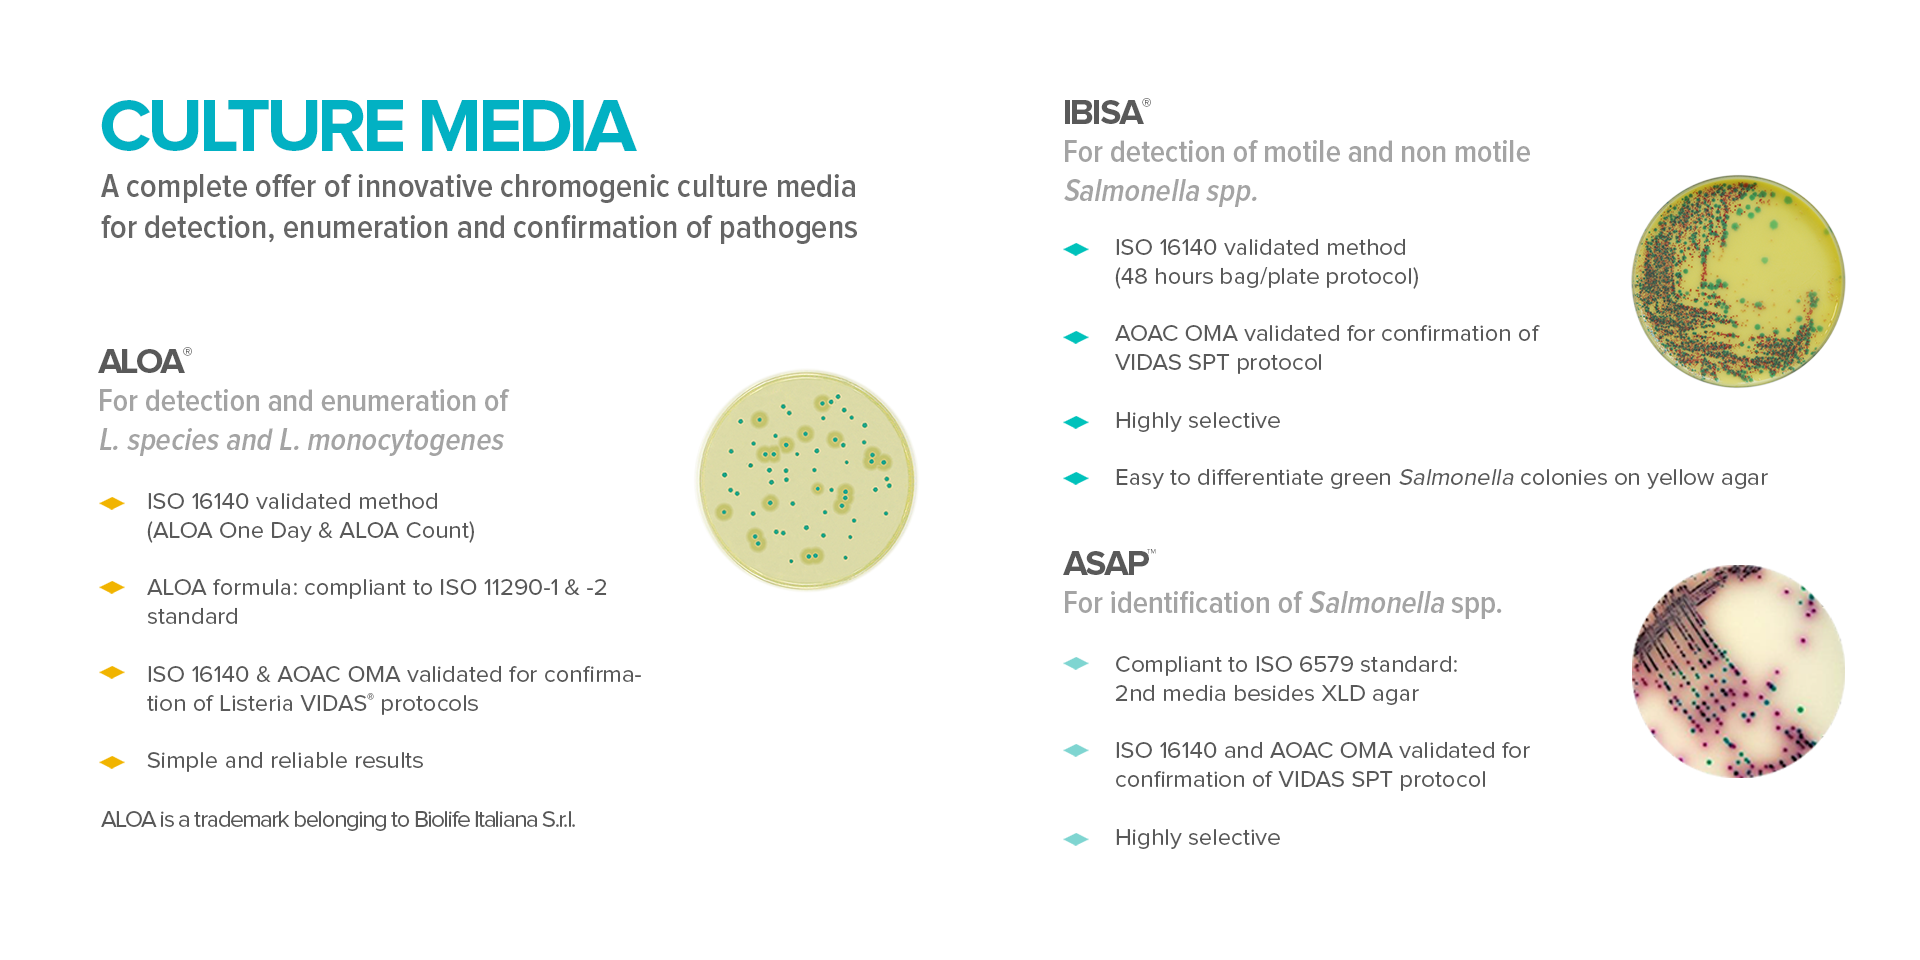 CULTURE MEDIA
A complete offer of innovative chromogenic culture media
for detection, enumeration and confirmation of pathogens
ALOA®
For detection and enumeration of
L. species and L. monocytogenes
ISO 16140 validated method
(ALOA One Day & ALOA Count)
ALOA formula: compliant to ISO 11290-1 & -2
standard
ISO 16140 & AOAC OMA validated for confirma-
tion of Listeria VIDAS® protocols
Simple and reliable results
ALOA is a trademark belonging to Biolife Italiana S.r.l.
IBISA®
For detection of motile and non motile
Salmonella spp.
ISO 16140 validated method
(48 hours bag/plate protocol)
AOAC OMA validated for confirmation of
VIDAS SPT protocol
Highly selective
Easy to differentiate green Salmonella colonies on yellow agar
ASAP™
For identification of Salmonella spp.
Compliant to ISO 6579 standard:
2nd media besides XLD agar
ISO 16140 and AOAC OMA validated for
confirmation of VIDAS SPT protocol
Highly selective